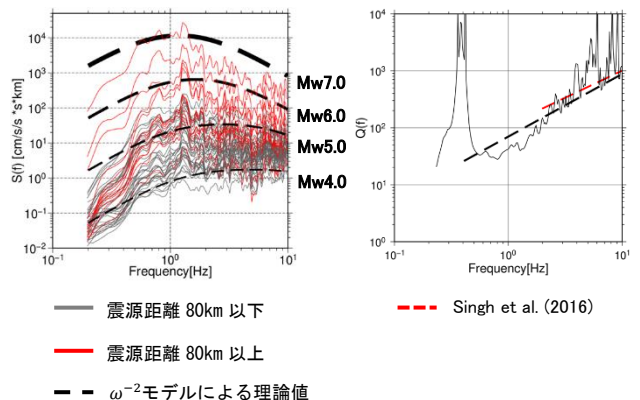 S(f) [cm/s/s *s*km]
10⁴
10³
10²
10¹
10⁰
10⁻¹
10⁻²
10⁻¹
10⁰
10¹
Frequency[Hz]
Mw7.0
Mw6.0
Mw5.0
Mw4.0
Q(f)
10⁴
10³
10²
10¹
10⁰
10⁻¹
10⁰
10¹
Frequency[Hz]
震源距離 80km 以下
震源距離 80km 以上
ω⁻²モデルによる理論値
Singh et al. (2016)